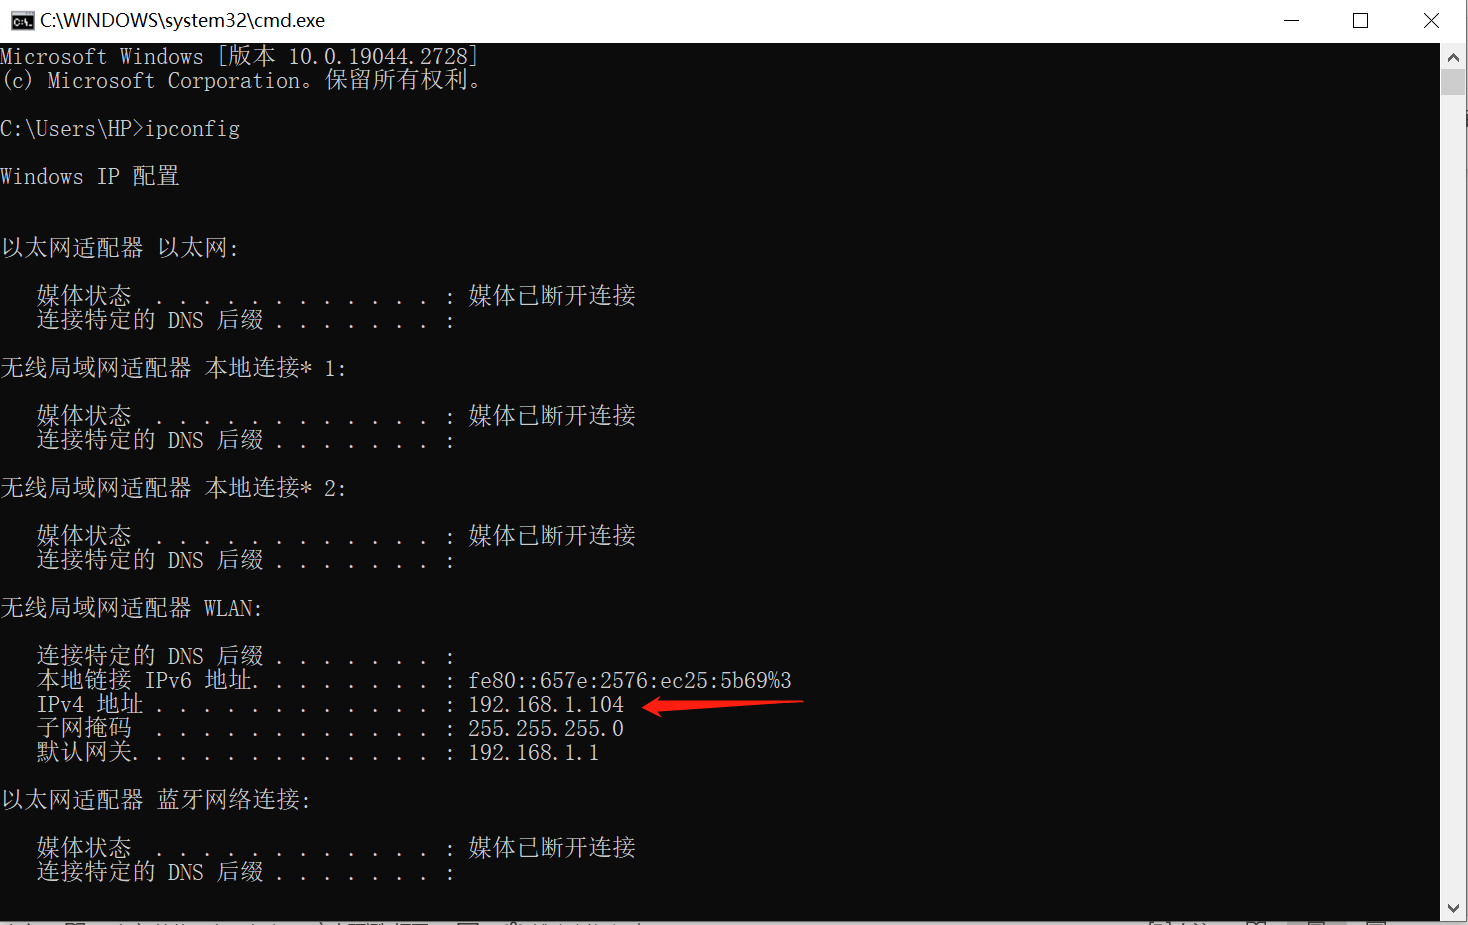 C:\WINDOWS\system32\cmd.exe
Microsoft Windows [版本 10.0.19044.2728]
(c) Microsoft Corporation。保留所有权利。
C:\Users\HP>ipconfig
Windows IP 配置
以太网适配器 以太网:
媒体状态 . . . . . . . . . . . . : 媒体已断开连接
连接特定的 DNS 后缀 . . . . . . . :
无线局域网适配器 本地连接* 1:
媒体状态 . . . . . . . . . . . . : 媒体已断开连接
连接特定的 DNS 后缀 . . . . . . . :
无线局域网适配器 本地连接* 2:
媒体状态 . . . . . . . . . . . . : 媒体已断开连接
连接特定的 DNS 后缀 . . . . . . . :
无线局域网适配器 WLAN:
连接特定的 DNS 后缀 . . . . . . . :
本地链接 IPv6 地址. . . . . . . . : fe80::657e:2576:ec25:5b69%3
IPv4 地址 . . . . . . . . . . . . : 192.168.1.104
子网掩码 . . . . . . . . . . . . : 255.255.255.0
默认网关. . . . . . . . . . . . . : 192.168.1.1
以太网适配器 蓝牙网络连接:
媒体状态 . . . . . . . . . . . . : 媒体已断开连接
连接特定的 DNS 后缀 . . . . . . . :